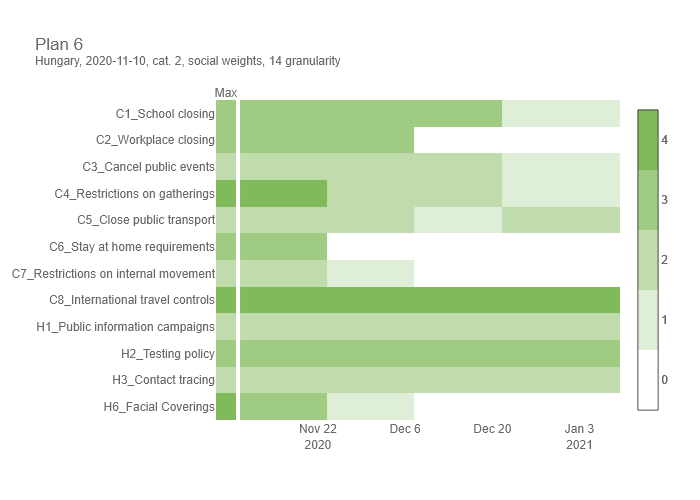 Plan 6
Hungary, 2020-11-10, cat. 2, social weights, 14 granularity
Max
C1_School closing
C2_Workplace closing
C3_Cancel public events
C4_Restrictions on gatherings
C5_Close public transport
C6_Stay at home requirements
C7_Restrictions on internal movement
C8_International travel controls
H1_Public information campaigns
H2_Testing policy
H3_Contact tracing
H6_Facial Coverings
Nov 22 Dec 6 Dec 20 Jan 3
2020 2021
4
3
2
1
0